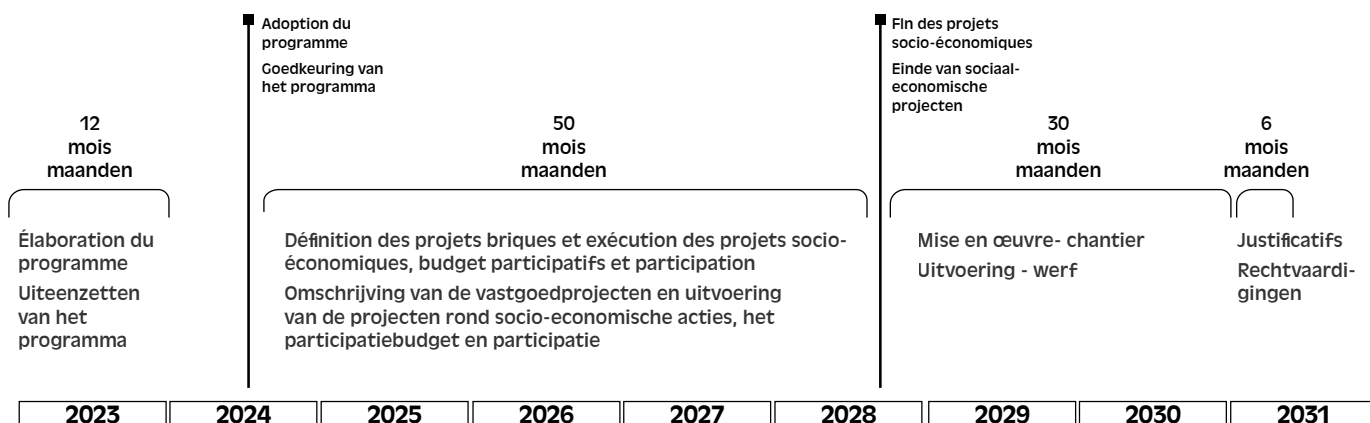 Adoption du
programme
Goedkeuring van
het programma
Fin des projets
socio-économiques
Einde van sociaal-
economische
projecten
12
mois
maanden
50
mois
maanden
30
mois
maanden
6
mois
maanden
Élaboration du
programme
Uiteenzetten
van het
programma
Définition des projets briques et exécution des projets socio-
économiques, budget participatifs et participation
Omschrijving van de vastgoedprojecten en uitvoering
van de projecten rond socio-economische acties, het
participatiebudget en participatie
Mise en œuvre- chantier
Uitvoering - werf
Justificatifs
Rechtvaardi-
gingen
2023
2024
2025
2026
2027
2028
2029
2030
2031